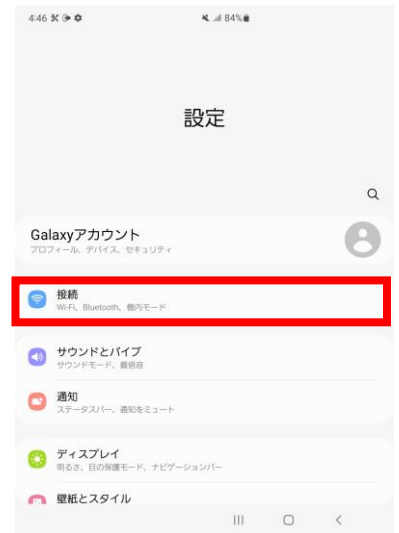 4:46 84%
設定
Galaxyアカウント
プロフィール、デバイス、セキュリティ
接続
Wi-Fi、Bluetooth、機内モード
サウンドとバイブ
サウンドモード、着信音
通知
ステータスバー、通知をミュート
ディスプレイ
明るさ、目の保護モード、ナビゲーションバー
壁紙とスタイル